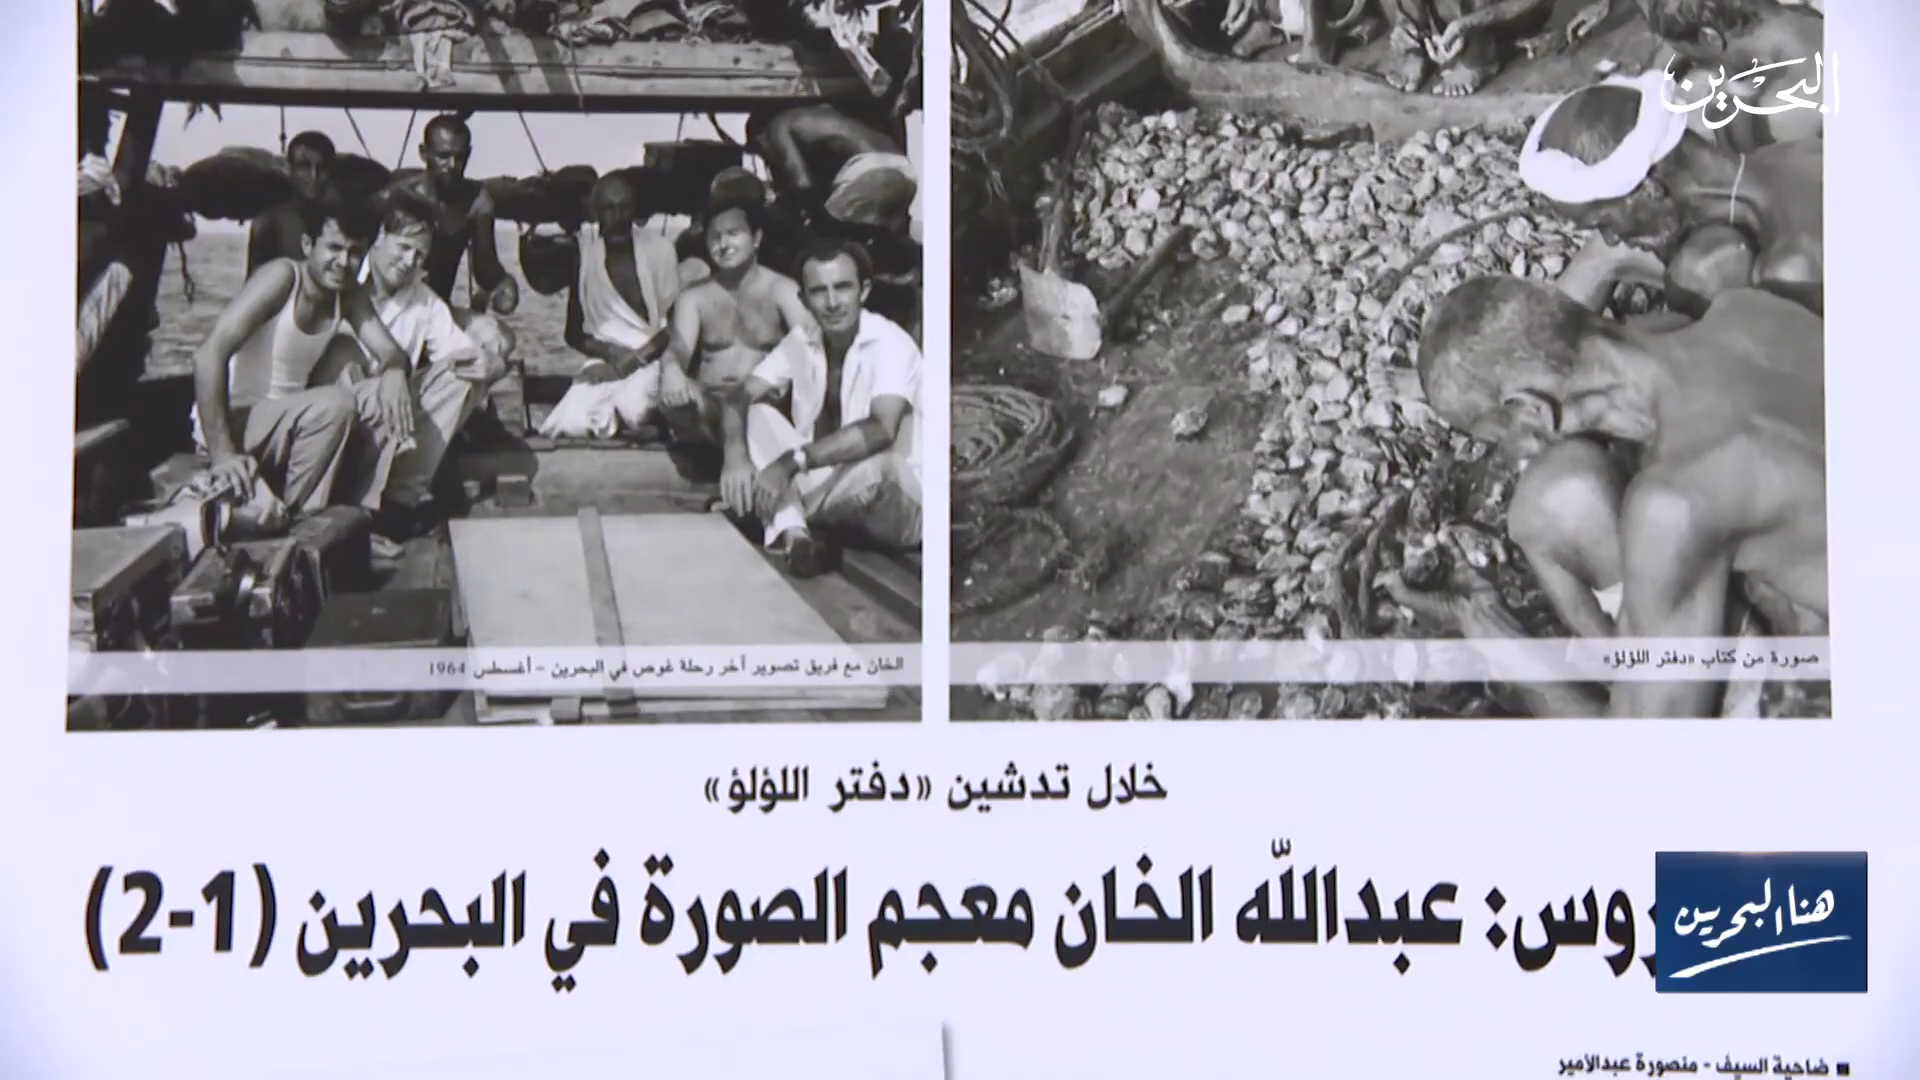 البحرين
الخان مع فريق تصوير آخر رحلة غوص في البحرين – أغسطس 1964
صورة من كتاب «دفتر اللؤلؤ»
خلال تدشين «دفتر اللؤلؤ»
روس: عبدالله الخان معجم الصورة في البحرين (1-2)
هنا البحرين
■ ضاحية السيف - منصورة عبدالأمير